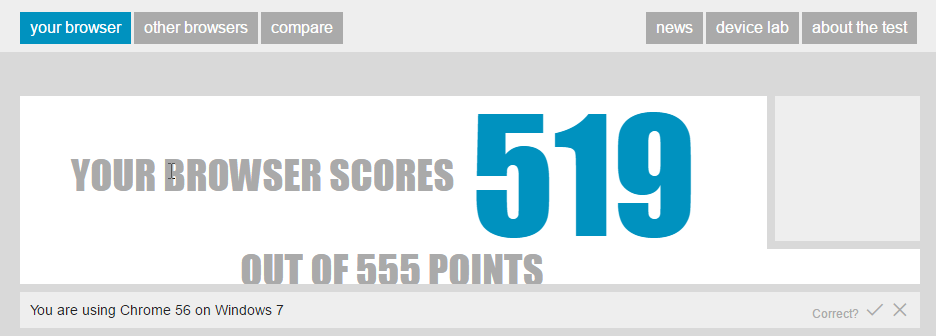 your browser other browsers compare news device lab about the test
YOUR BROWSER SCORES 519
OUT OF 555 POINTS
You are using Chrome 56 on Windows 7 Correct?